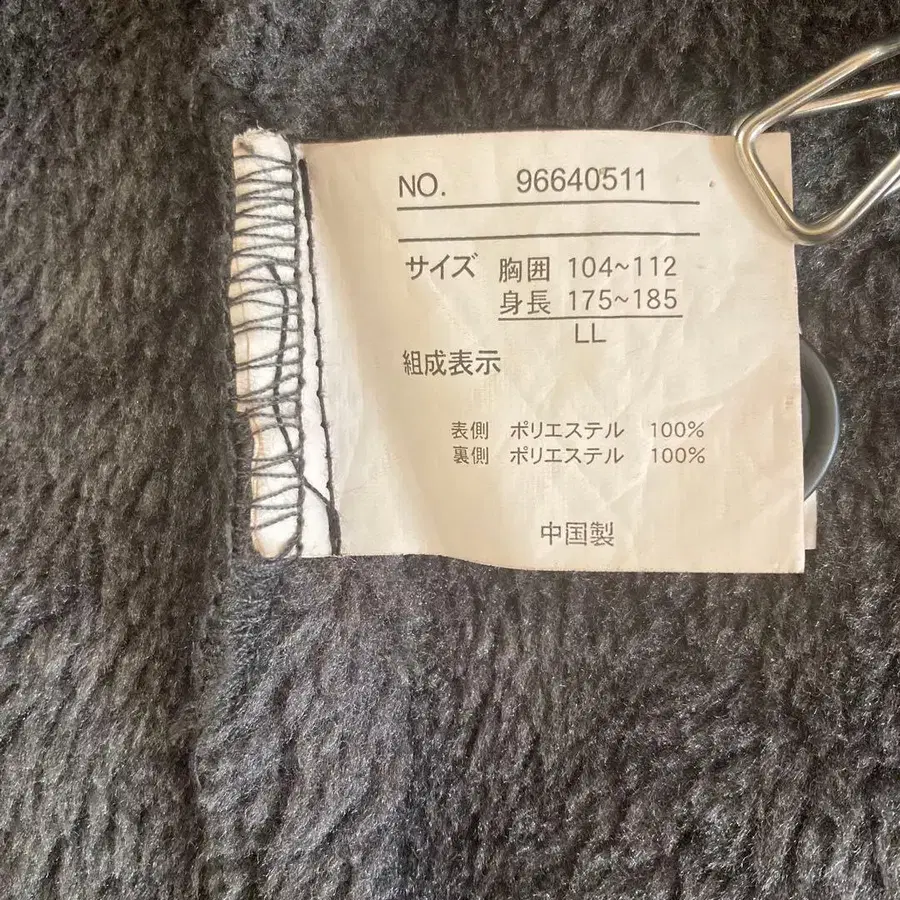 NO. 96640511
サイズ 胸囲 104~112
身長 175~185
LL
組成表示
表側 ポリエステル 100%
裏側 ポリエステル 100%
中国製